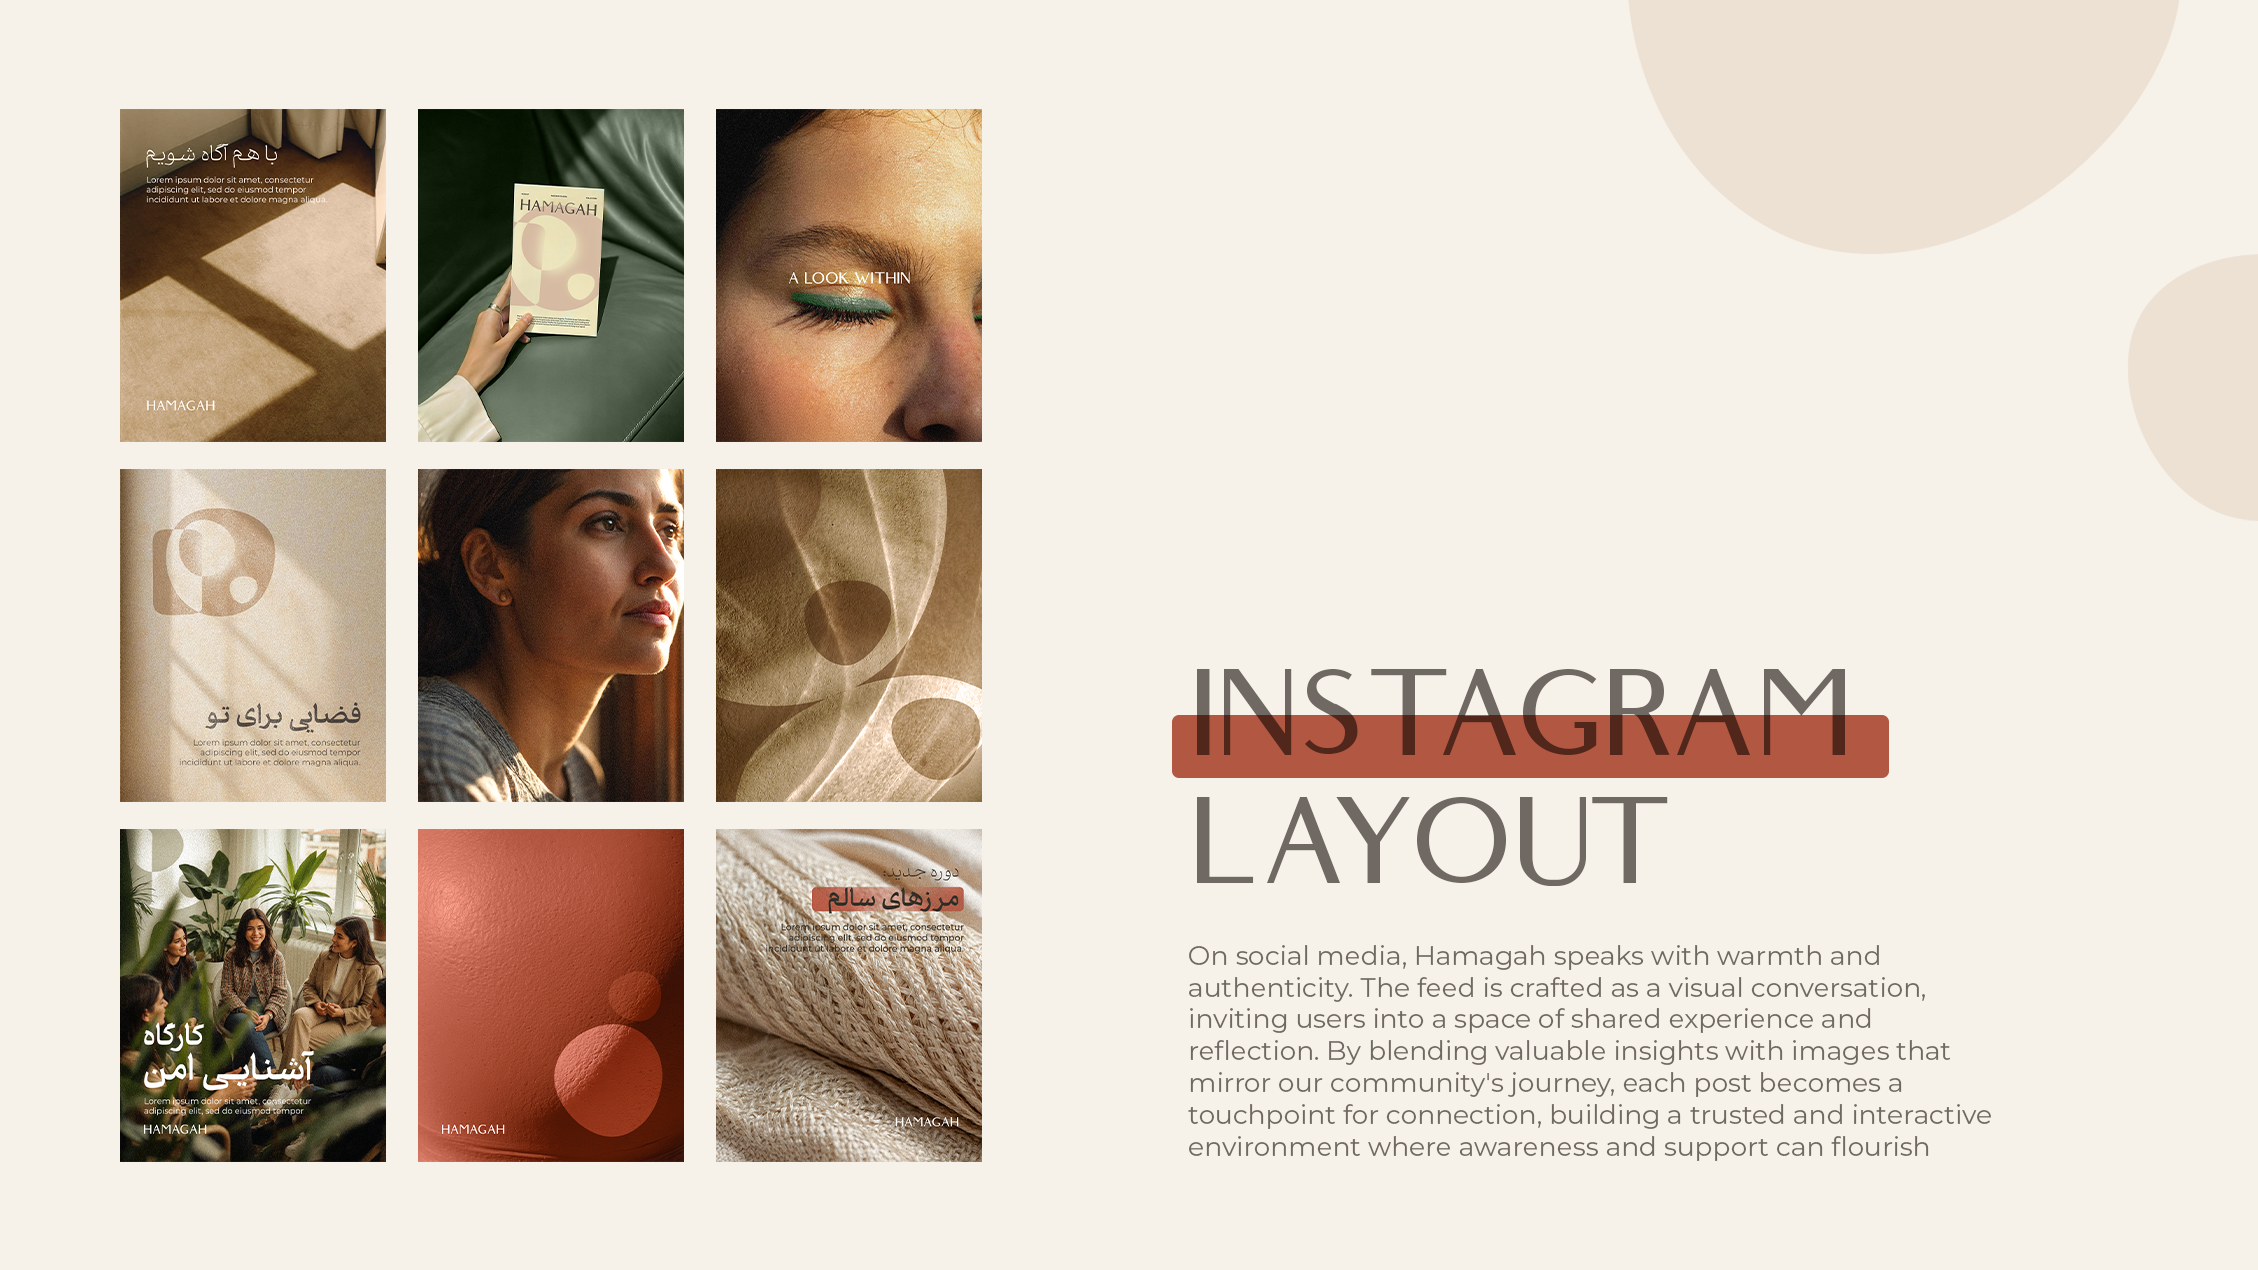 با هم آگاه شویم
Lorem ipsum dolor sit amet, consectetur
adipiscing elit, sed do eiusmod tempor
incididunt ut labore et dolore magna aliqua.
HAMAGAH
HAMAGAH
A LOOK WITHIN
فضایی برای تو
Lorem ipsum dolor sit amet, consectetur
adipiscing elit, sed do eiusmod tempor
incididunt ut labore et dolore magna aliqua.
کارگاه
آشنایی امن
Lorem ipsum dolor sit amet, consectetur
adipiscing elit, sed do eiusmod tempor
HAMAGAH
HAMAGAH
دوره جدید:
مرزهای سالم
Lorem ipsum dolor sit amet, consectetur
adipiscing elit, sed do eiusmod tempor
incididunt ut labore et dolore magna aliqua.
HAMAGAH
INSTAGRAM
LAYOUT
On social media, Hamagah speaks with warmth and
authenticity. The feed is crafted as a visual conversation,
inviting users into a space of shared experience and
reflection. By blending valuable insights with images that
mirror our community's journey, each post becomes a
touchpoint for connection, building a trusted and interactive
environment where awareness and support can flourish